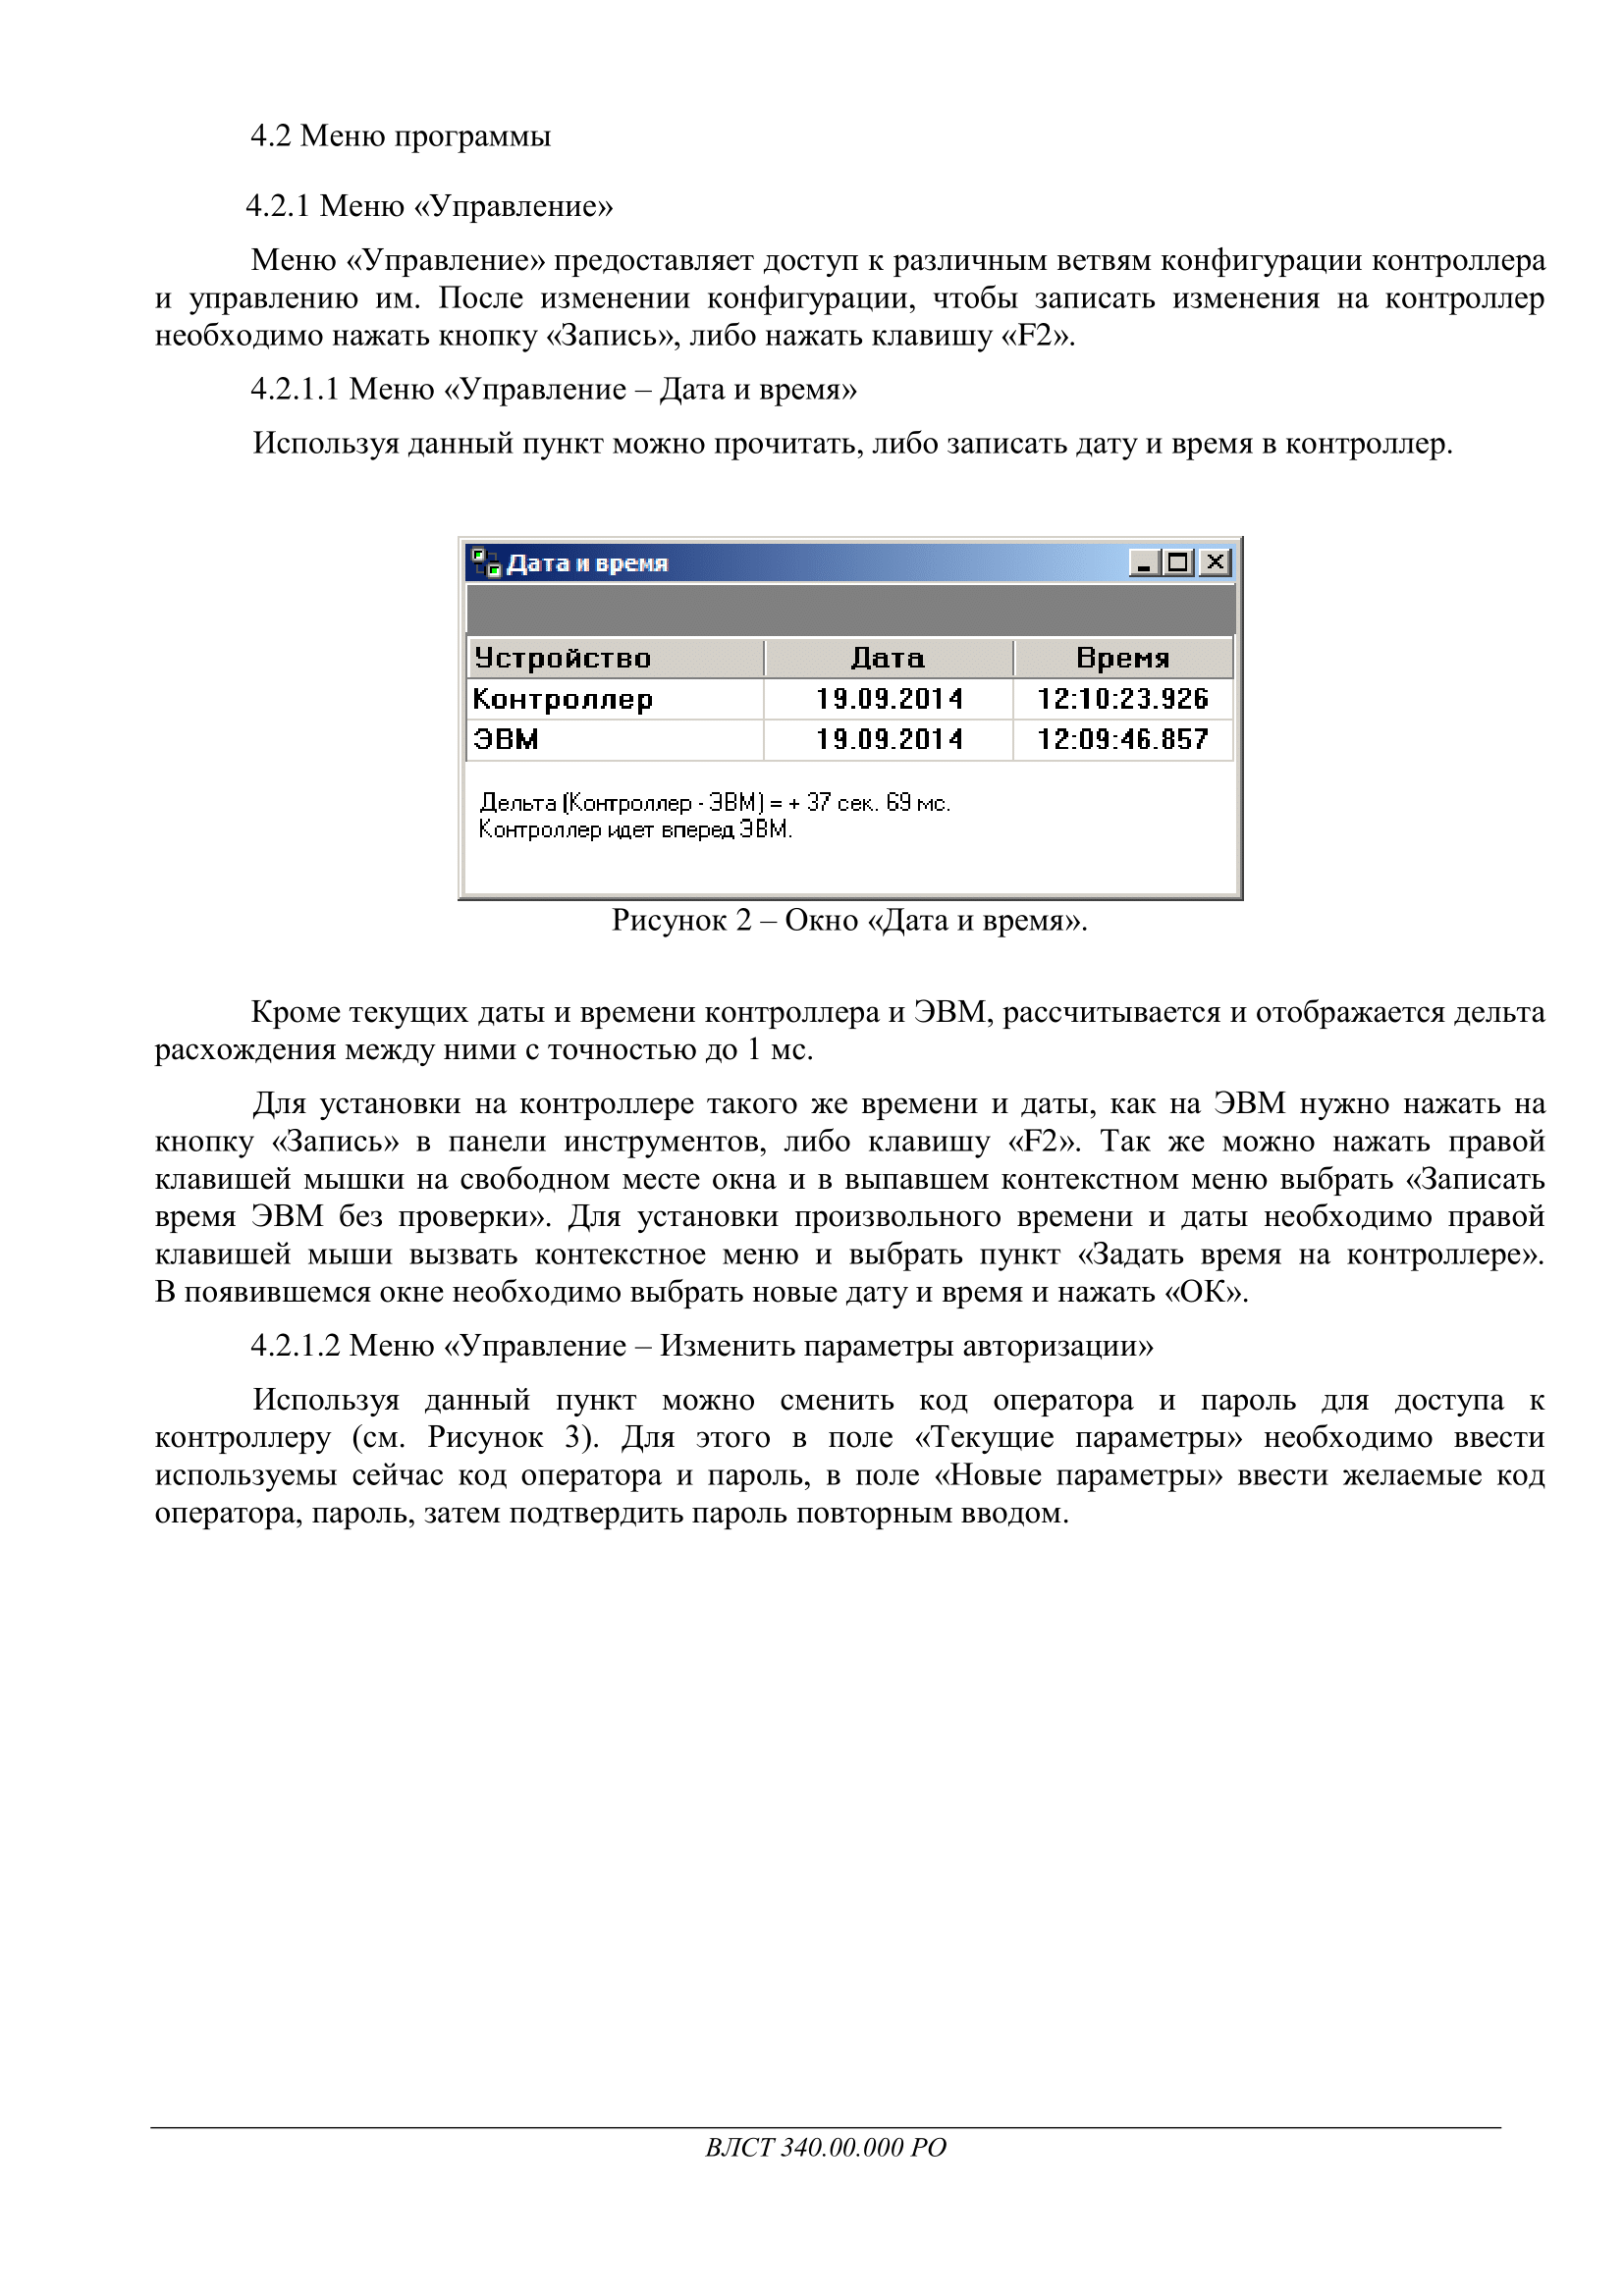 4.2 Меню программы
4.2.1 Меню «Управление»
Меню «Управление» предоставляет доступ к различным ветвям конфигурации контроллера
и управлению им. После изменении конфигурации, чтобы записать изменения на контроллер
необходимо нажать кнопку «Запись», либо нажать клавишу «F2».
4.2.1.1 Меню «Управление – Дата и время»
Используя данный пункт можно прочитать, либо записать дату и время в контроллер.
Дата и время
Устройство Дата Время
Контроллер 19.09.2014 12:10:23.926
ЭВМ 19.09.2014 12:09:46.857
Дельта (Контроллер - ЭВМ) = + 37 сек. 69 мс.
Контроллер идет вперед ЭВМ.
Рисунок 2 – Окно «Дата и время».
Кроме текущих даты и времени контроллера и ЭВМ, рассчитывается и отображается дельта
расхождения между ними с точностью до 1 мс.
Для установки на контроллере такого же времени и даты, как на ЭВМ нужно нажать на
кнопку «Запись» в панели инструментов, либо клавишу «F2». Так же можно нажать правой
клавишей мышки на свободном месте окна и в выпавшем контекстном меню выбрать «Записать
время ЭВМ без проверки». Для установки произвольного времени и даты необходимо правой
клавишей мыши вызвать контекстное меню и выбрать пункт «Задать время на контроллере».
В появившемся окне необходимо выбрать новые дату и время и нажать «ОК».
4.2.1.2 Меню «Управление – Изменить параметры авторизации»
Используя данный пункт можно сменить код оператора и пароль для доступа к
контроллеру (см. Рисунок 3). Для этого в поле «Текущие параметры» необходимо ввести
используемы сейчас код оператора и пароль, в поле «Новые параметры» ввести желаемые код
оператора, пароль, затем подтвердить пароль повторным вводом.
ВЛСТ 340.00.000 РО